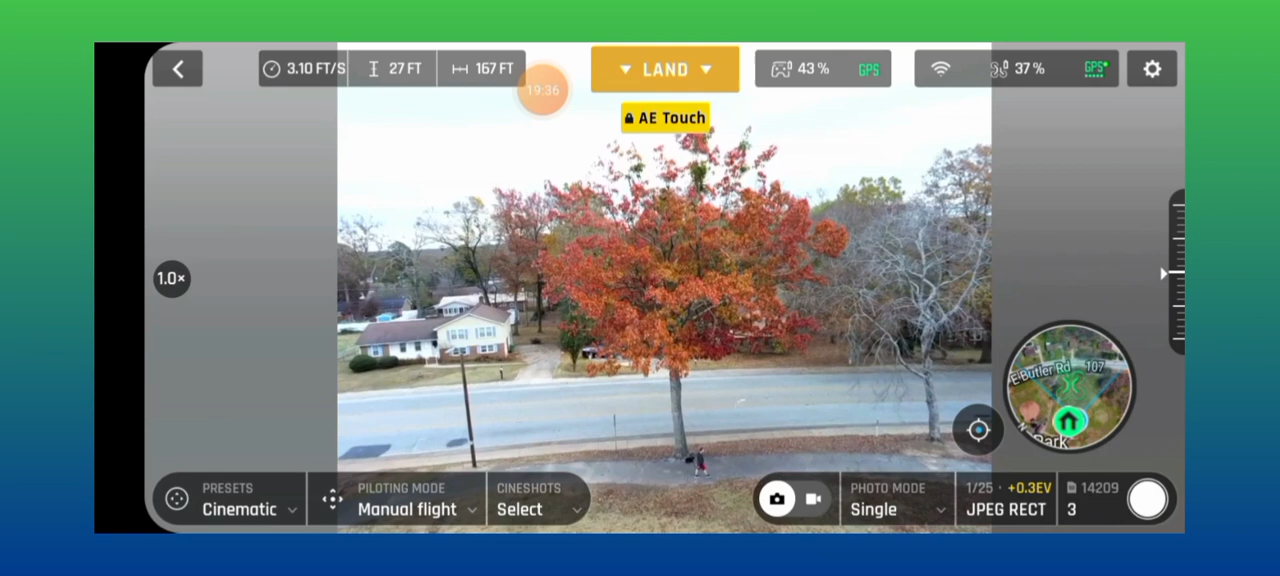 3.10 FT/S
27 FT
167 FT
19:36
LAND
43 %
GPS
37 %
GPS
AE Touch
1.0×
E Butler Rd
107
Park
PRESETS
Cinematic
PILOTING MODE
Manual flight
CINESHOTS
Select
PHOTO MODE
Single
1/25 · +0.3EV
JPEG RECT
14209
3